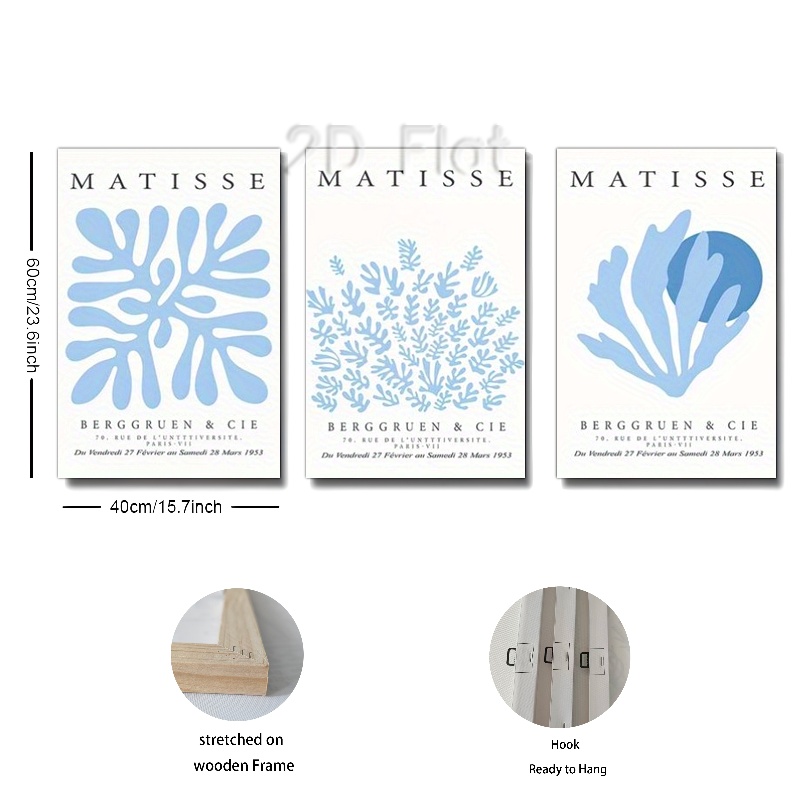 2D Flat
MATISSE
BERGGRUEN & CIE
70, RUE DE L'UNTTTIVERSITE,
PARIS-VII
Du Vendredi 27 Février au Samedi 28 Mars 1953
MATISSE
BERGGRUEN & CIE
70, RUE DE L'UNTTTIVERSITE,
PARIS-VII
Du Vendredi 27 Février au Samedi 28 Mars 1953
MATISSE
BERGGRUEN & CIE
70, RUE DE L'UNTTTIVERSITE,
PARIS-VII
Du Vendredi 27 Février au Samedi 28 Mars 1953
60cm/23.6inch
40cm/15.7inch
stretched on
wooden Frame
Hook
Ready to Hang